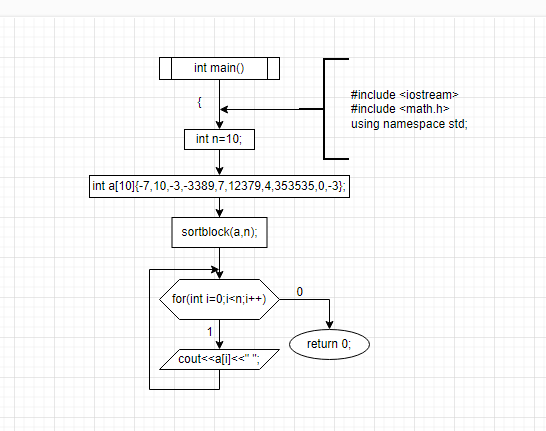 int main()
{
#include <iostream>
#include <math.h>
using namespace std;
int n=10;
int a[10]{-7,10,-3,-3389,7,12379,4,353535,0,-3};
sortblock(a,n);
for(int i=0;i<n;i++)
0
1
return 0;
cout<<a[i]<<" ";